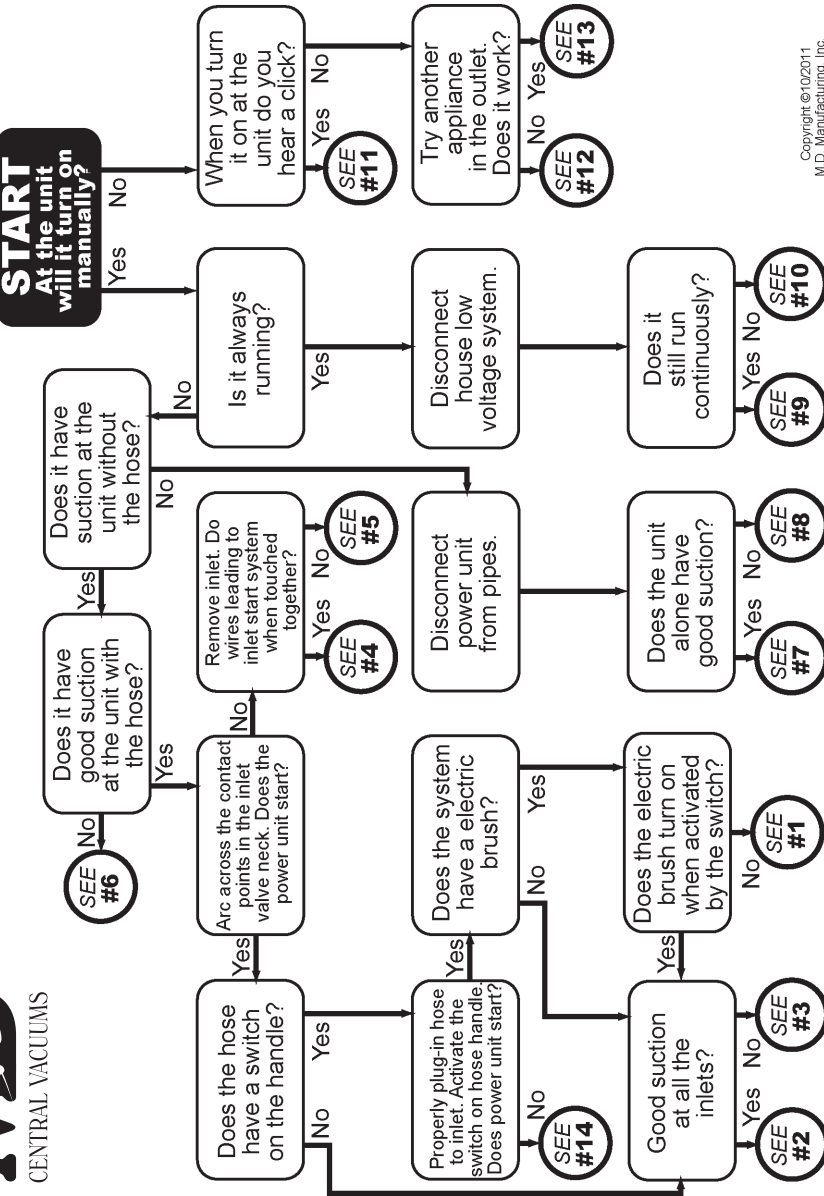 CENTRAL VACUUMS
START
At the unit
will it turn on
manually?
Yes
No
When you turn
it on at the
unit do you
hear a click?
Yes
No
SEE
#11
Try another
appliance
in the outlet.
Does it work?
No
Yes
SEE
#12
SEE
#13
Is it always
running?
No
Yes
Disconnect
house low
voltage system.
Does it
still run
continuously?
Yes
No
SEE
#9
SEE
#10
Does it have
suction at the
unit without
the hose?
Yes
No
Disconnect
power unit
from pipes.
Does the unit
alone have
good suction?
Yes
No
SEE
#7
SEE
#8
Does it have
good suction
at the unit with
the hose?
No
Yes
SEE
#6
Arc across the contact
points in the inlet
valve neck. Does the
power unit start?
No
Yes
Remove inlet. Do
wires leading to
inlet start system
when touched
together?
Yes
No
SEE
#4
SEE
#5
Does the hose
have a switch
on the handle?
No
Yes
Properly plug-in hose
to inlet. Activate the
switch on hose handle.
Does power unit start?
No
Yes
SEE
#14
Does the system
have a electric
brush?
No
Yes
Does the electric
brush turn on
when activated
by the switch?
Yes
No
SEE
#1
Good suction
at all the
inlets?
Yes
No
SEE
#2
SEE
#3
Copyright ©10/2011
M.D. Manufacturing, Inc.